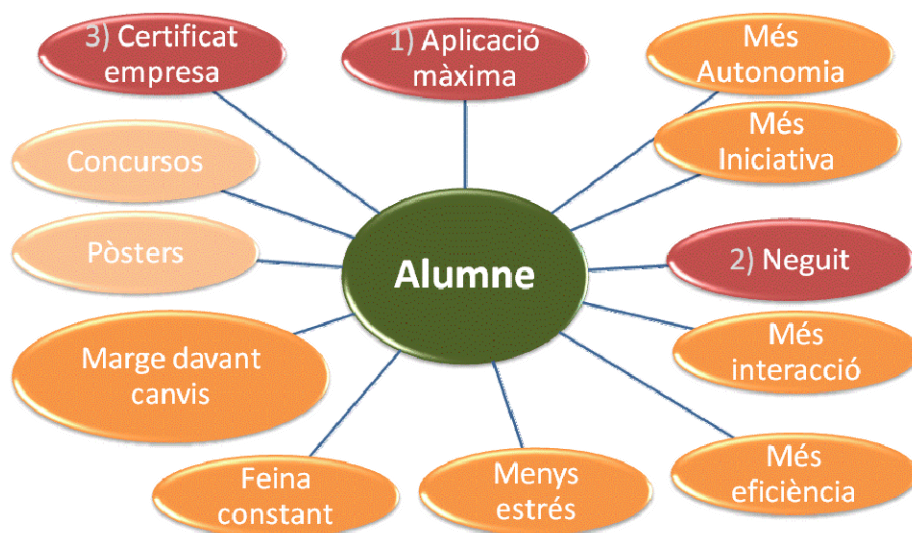 3) Certificat
empresa
1) Aplicació
màxima
Més
Autonomia
Més
Iniciativa
Concursos
Pòsters
Alumne
2) Neguit
Marge davant
canvis
Més
interacció
Feina
constant
Menys
estrés
Més
eficiència